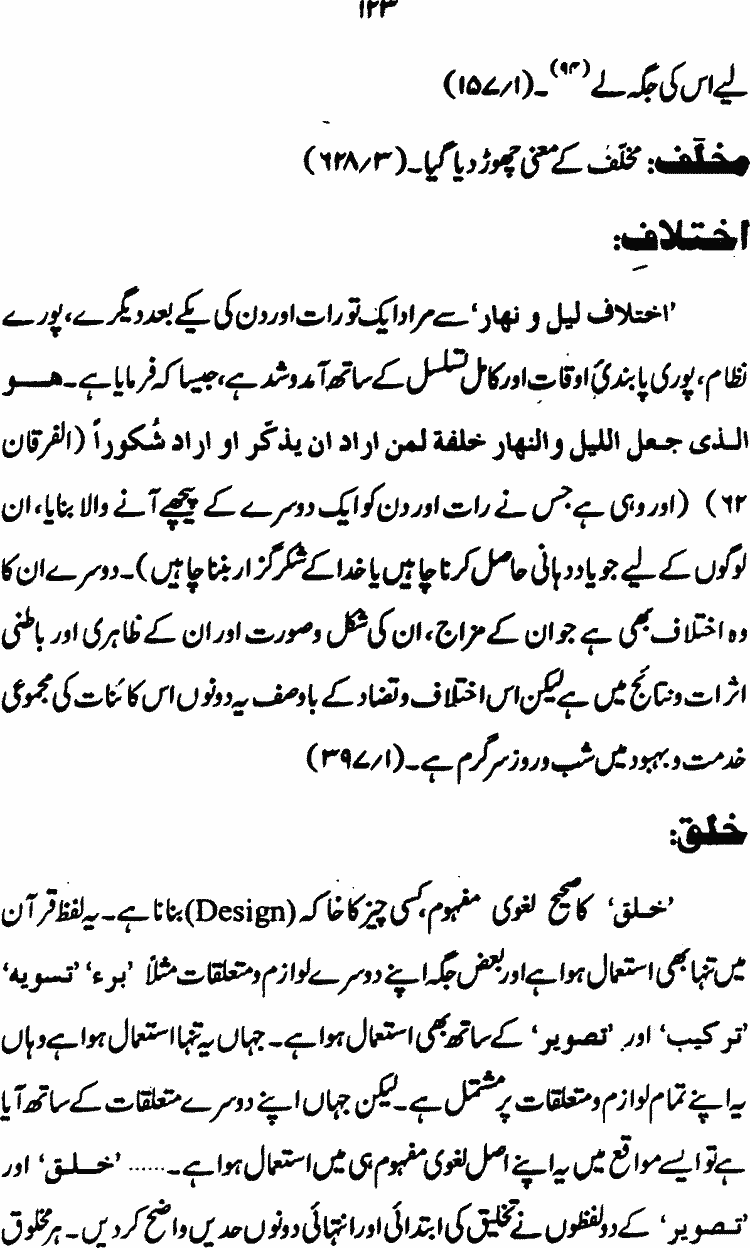 ۱۲۳
لیے اس کی جگہ لے (۹۴)۔ (۱/۱۵۷)
مخلّف: مخلّف کے معنی چھوڑ دیا گیا۔ (۳/۶۲۸)
اختلافِ:
’اختلاف لیل و نهار‘ سے مراد ایک تو رات اور دن کی یکے بعد دیگرے، پورے
نظام، پوری پابندیٔ اوقات اور کامل تسلسل کے ساتھ آمد و شد ہے، جیسا کہ فرمایا ہے۔ هو
الذی جعل اللیل والنهار خلفة لمن اراد ان یذکّر او اراد شُکوراً (الفرقان
۶۲) (اور وہی ہے جس نے رات اور دن کو ایک دوسرے کے پیچھے آنے والا بنایا، ان
لوگوں کے لیے جو یاد دہانی حاصل کرنا چاہیں یا خدا کے شکر گزار بننا چاہیں)۔ دوسرے ان کا
وہ اختلاف بھی ہے جو ان کے مزاج، ان کی شکل و صورت اور ان کے ظاہری اور باطنی
اثرات و نتائج میں ہے لیکن اس اختلاف و تضاد کے باوصف یہ دونوں اس کائنات کی مجموعی
خدمت و بہبود میں شب و روز سرگرم ہے۔ (۱/۳۹۷)
خلق:
’خلق‘ کا صحیح لغوی مفہوم، کسی چیز کا خاکہ (Design) بنانا ہے۔ یہ لفظ قرآن
میں تنہا بھی استعمال ہوا ہے اور بعض جگہ اپنے دوسرے لوازم و متعلقات مثلاً ’برء‘ ’تسویه‘
’ترکیب‘ اور ’تصویر‘ کے ساتھ بھی استعمال ہوا ہے۔ جہاں یہ تنہا استعمال ہوا ہے وہاں
یہ اپنے تمام لوازم و متعلقات پر مشتمل ہے۔ لیکن جہاں اپنے دوسرے متعلقات کے ساتھ آیا
ہے تو ایسے مواقع میں یہ اپنے اصل لغوی مفہوم ہی میں استعمال ہوا ہے۔...... ’خلق‘ اور
’تصویر‘ کے دو لفظوں نے تخلیق کی ابتدائی اور انتہائی دونوں حدیں واضح کر دیں۔ ہر مخلوق